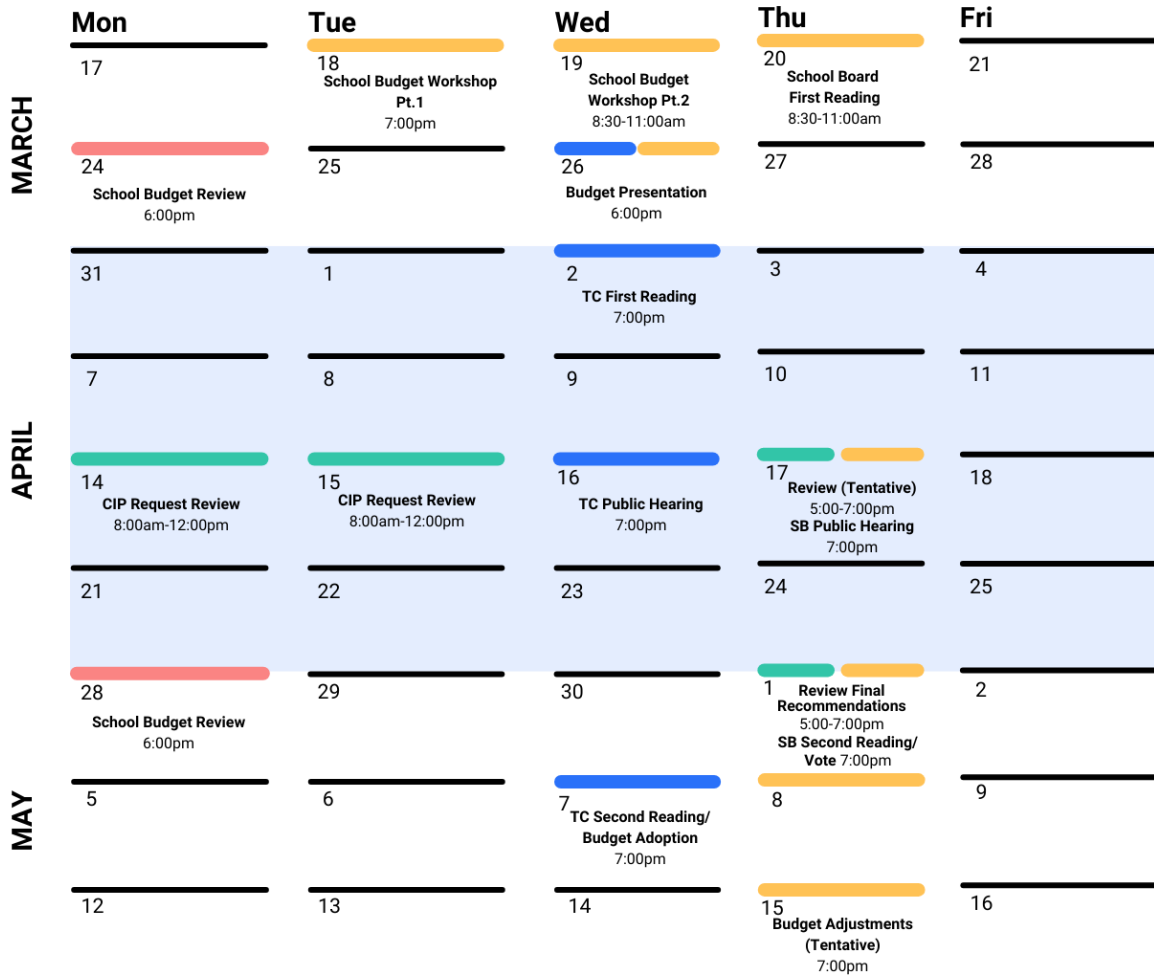 Mon Tue Wed Thu Fri
MARCH
17 18 19 20 21
School Budget Workshop
Pt.1
7:00pm
School Budget
Workshop Pt.2
8:30-11:00am
School Board
First Reading
8:30-11:00am
24 25 26 27 28
School Budget Review
6:00pm
Budget Presentation
6:00pm
APRIL
31 1 2 3 4
TC First Reading
7:00pm
7 8 9 10 11
14 15 16 17 18
CIP Request Review
8:00am-12:00pm
CIP Request Review
8:00am-12:00pm
TC Public Hearing
7:00pm
Review (Tentative)
5:00-7:00pm
SB Public Hearing
7:00pm
21 22 23 24 25
28 29 30 1 2
School Budget Review
6:00pm
Review Final
Recommendations
5:00-7:00pm
SB Second Reading/
Vote 7:00pm
MAY
5 6 7 8 9
TC Second Reading/
Budget Adoption
7:00pm
12 13 14 15 16
Budget Adjustments
(Tentative)
7:00pm